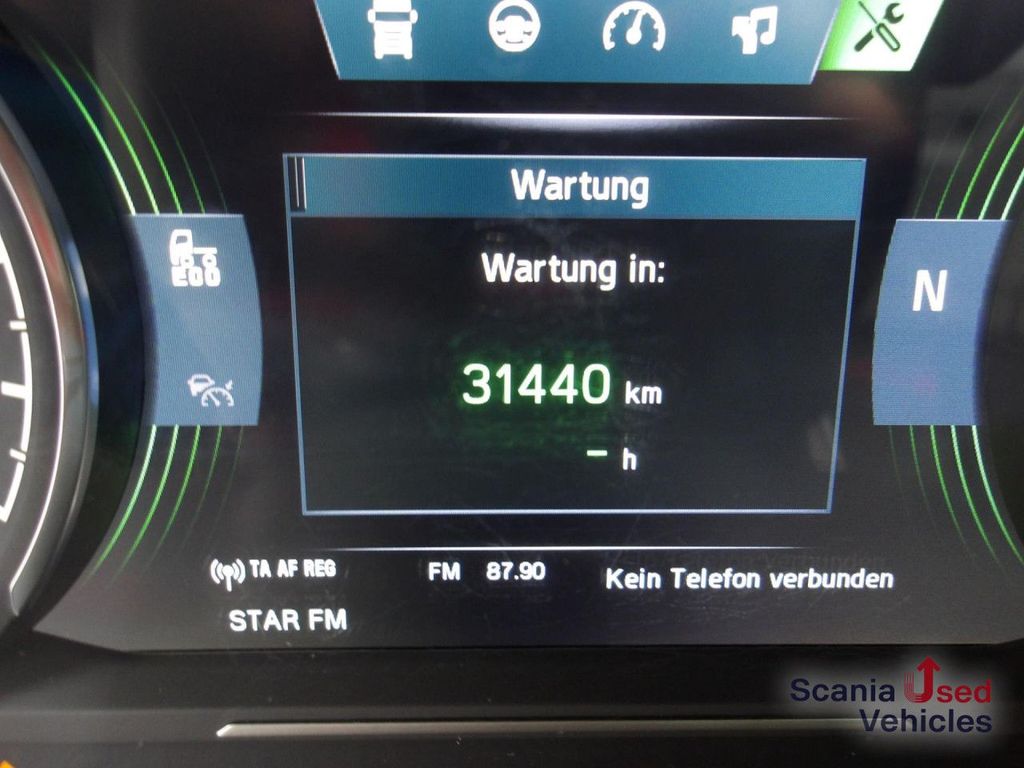 Wartung
Wartung in:
ECO
N
31440 km
– h
TA AF REG
FM 87.90
Kein Telefon verbunden
STAR FM
Scania Used
Vehicles